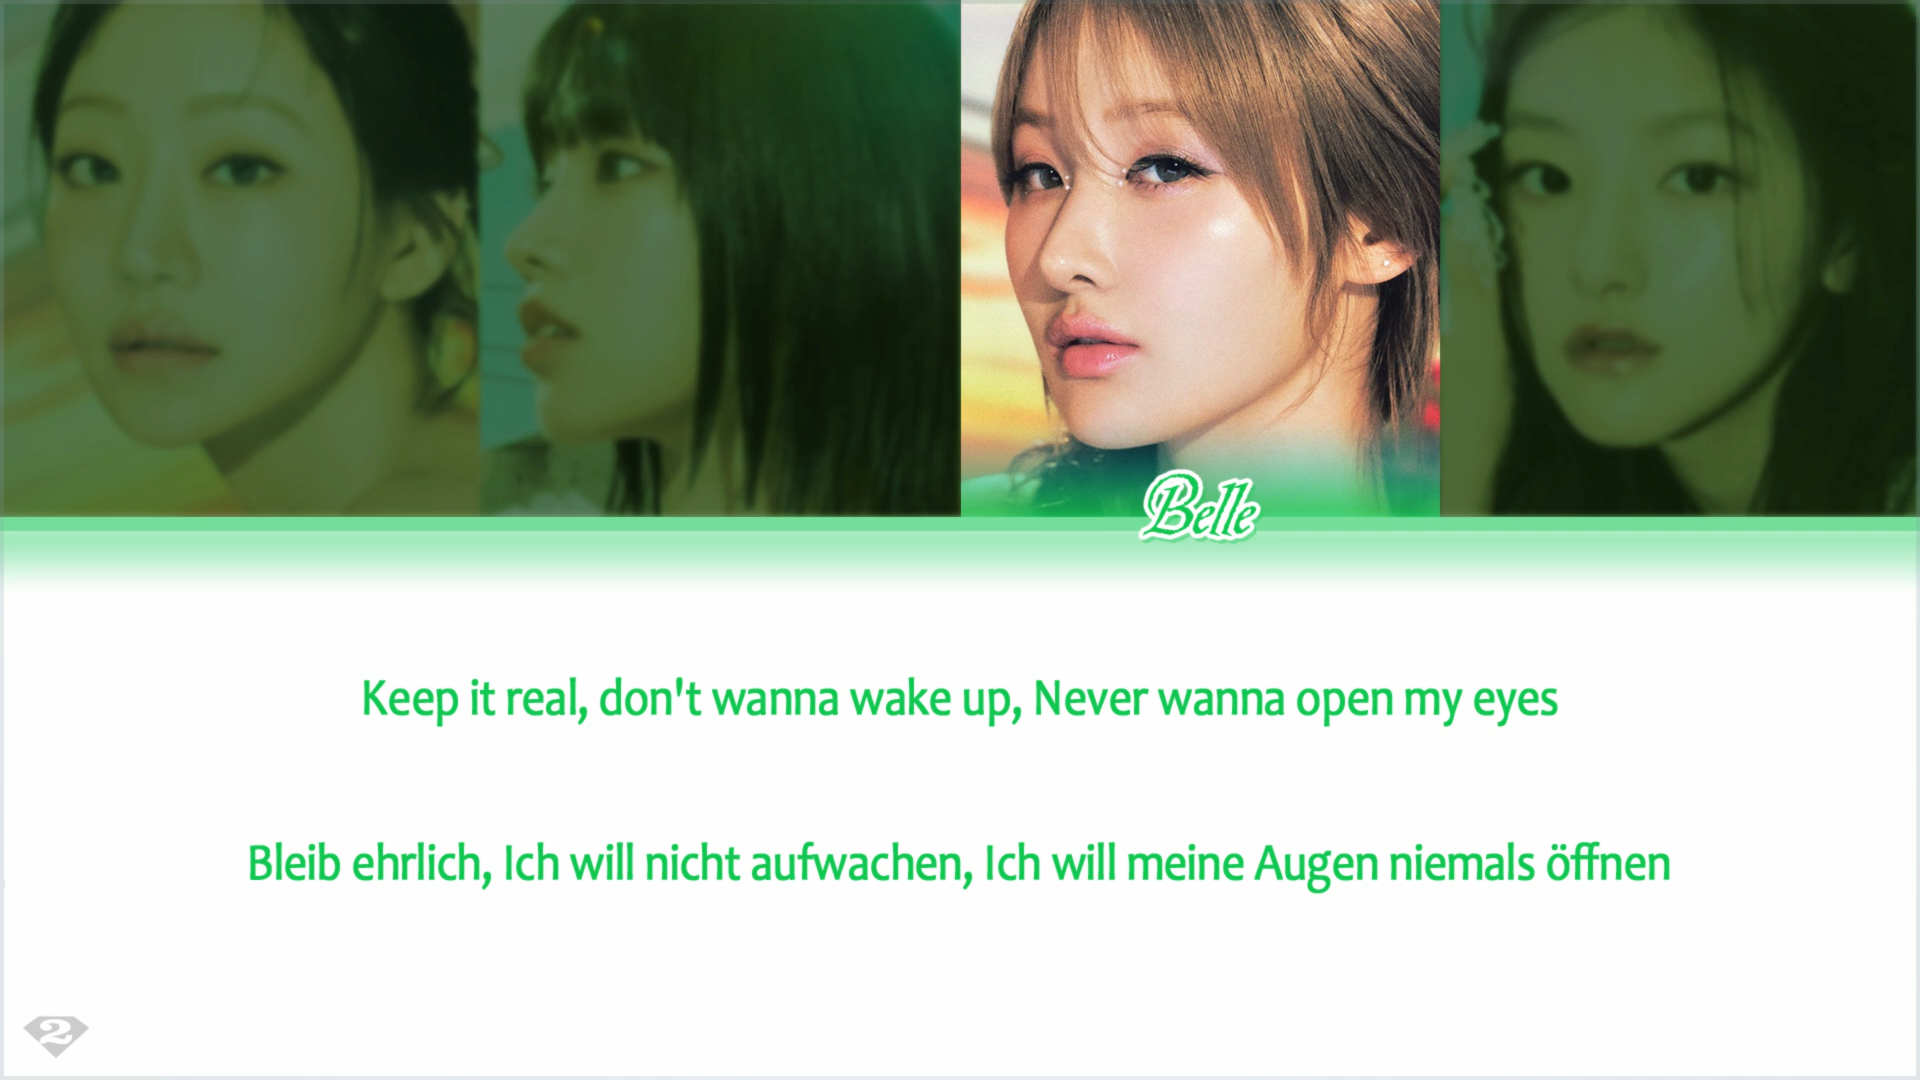 Belle
Keep it real, don't wanna wake up, Never wanna open my eyes
Bleib ehrlich, Ich will nicht aufwachen, Ich will meine Augen niemals öffnen
2